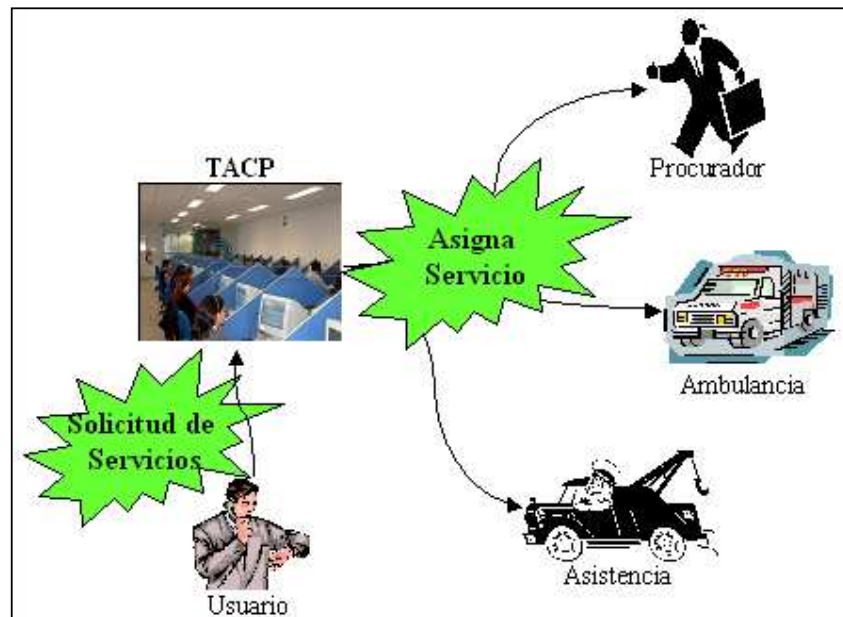 TACP
Asigna
Servicio
Procurador
Ambulancia
Solicitud de
Servicios
Asistencia
Usuario